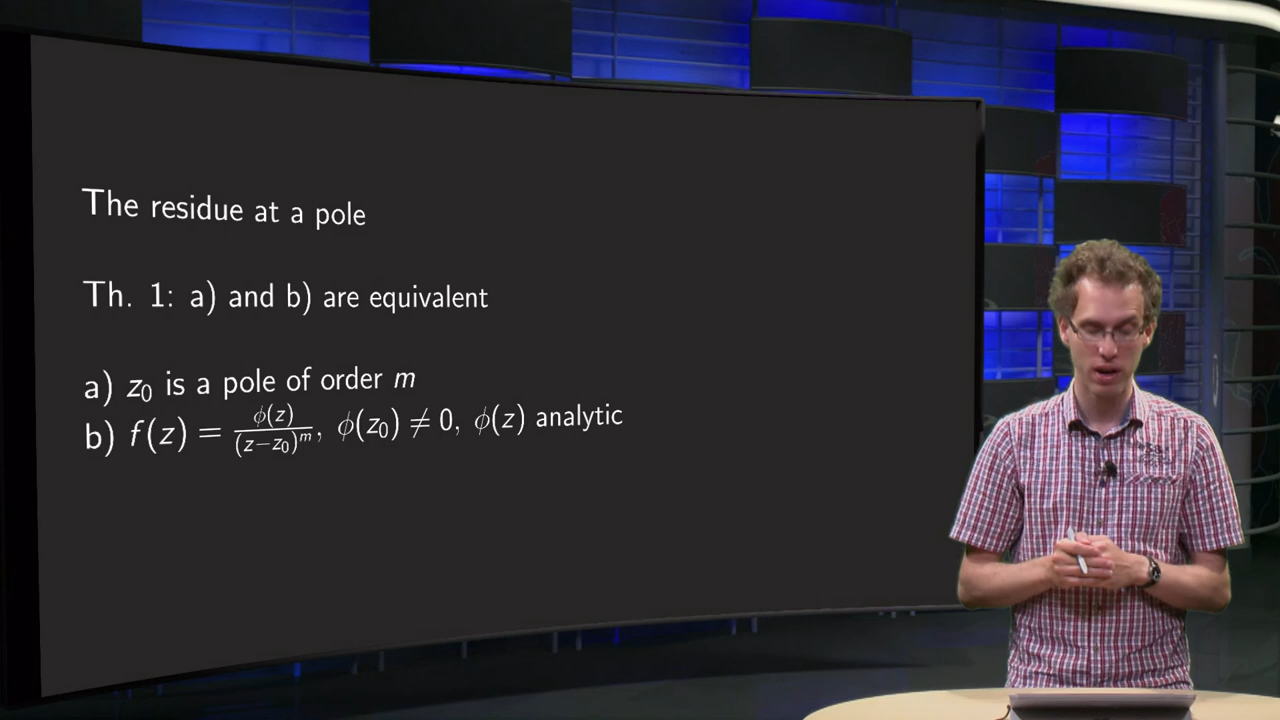 The residue at a pole
Th. 1: a) and b) are equivalent
a) z₀ is a pole of order m
b) f(z) = ϕ(z)/(z−z₀)ᵐ, ϕ(z₀) ≠ 0, ϕ(z) analytic